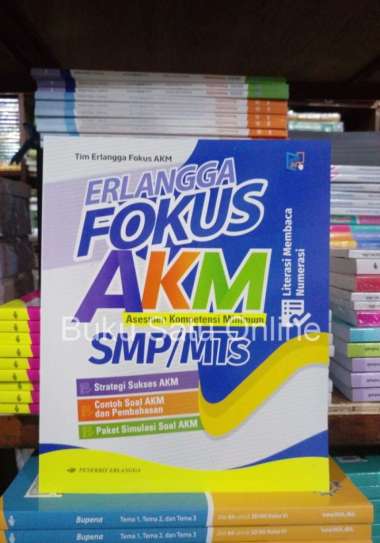 Tim Erlangga Fokus AKM
ERLANGGA
FOKUS
AKM
Asesmen Kompetensi Minimum
SMP/MTs
Literasi Membaca
Numerasi
Buku Satu Online
Strategi Sukses AKM
Contoh Soal AKM
dan Pembahasan
Paket Simulasi Soal AKM
PENERBIT ERLANGGA
Bupena Tema 1, Tema 2, dan Tema 3
Bupena Tema 1, Tema 2, dan Tema 3